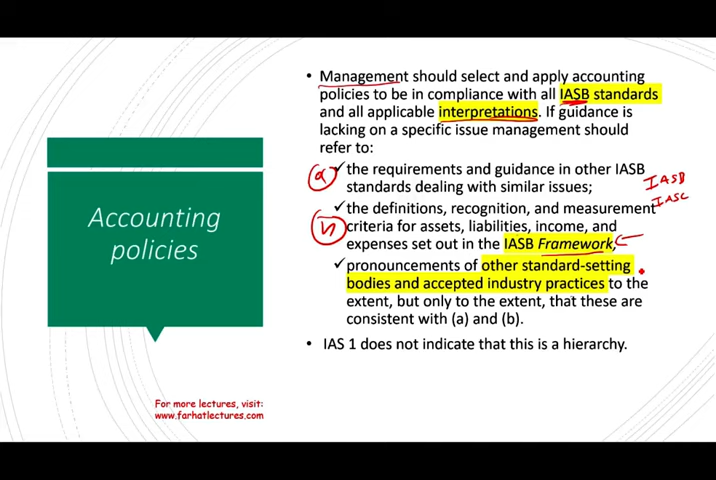 Accounting
policies
• Management should select and apply accounting
policies to be in compliance with all IASB standards
and all applicable interpretations. If guidance is
lacking on a specific issue management should
refer to:
a ✓ the requirements and guidance in other IASB
standards dealing with similar issues;
IASB
✓ the definitions, recognition, and measurement
IASC
b criteria for assets, liabilities, income, and
expenses set out in the IASB Framework;
✓ pronouncements of other standard-setting
bodies and accepted industry practices to the
extent, but only to the extent, that these are
consistent with (a) and (b).
• IAS 1 does not indicate that this is a hierarchy.
For more lectures, visit:
www.farhatlectures.com